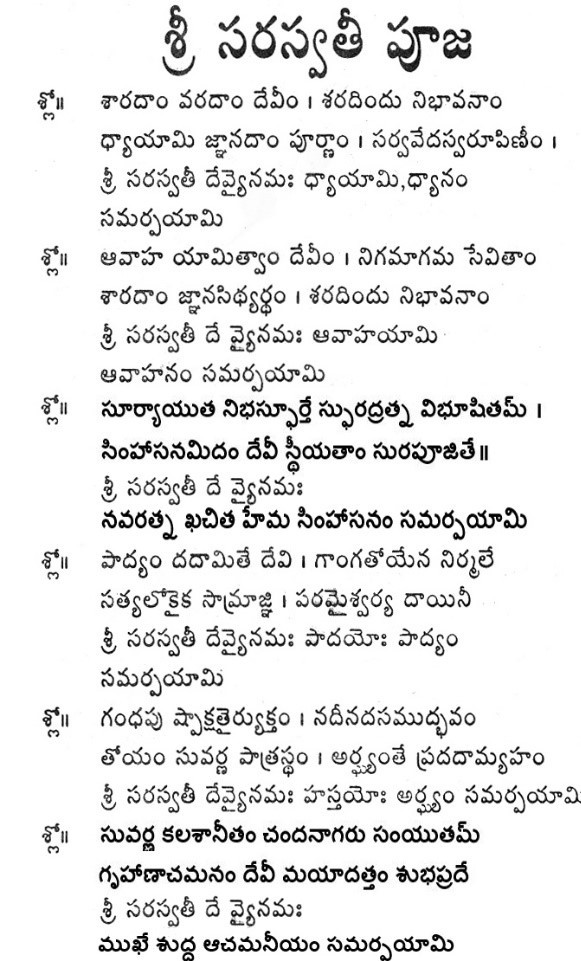 శ్రీ సరస్వతీ పూజ
శ్లో॥ శారదాం వరదాం దేవీం । శరదిందు నిభావనాం
ధ్యాయామి జ్ఞానదాం పూర్ణాం । సర్వవేదస్వరూపిణీం ।
శ్రీ సరస్వతీ దేవ్యైనమః ధ్యాయామి,ధ్యానం
సమర్పయామి
శ్లో॥ ఆవాహ యామిత్వాం దేవీం । నిగమాగమ సేవితాం
శారదాం జ్ఞానసిథ్యర్థం । శరదిందు నిభావనాం
శ్రీ సరస్వతీ దే వ్యైనమః ఆవాహయామి
ఆవాహనం సమర్పయామి
శ్లో॥ సూర్యాయుత నిభస్ఫూర్తే స్ఫురద్రత్న విభూషితమ్ ।
సింహాసనమిదం దేవీ స్థీయతాం సురపూజితే॥
శ్రీ సరస్వతీ దే వ్యైనమః
నవరత్న ఖచిత హేమ సింహాసనం సమర్పయామి
శ్లో॥ పాద్యం దదామితే దేవి । గాంగతోయేన నిర్మలే
సత్యలోకైక సామ్రాజ్ఞి । పరమైశ్వర్య దాయినీ
శ్రీ సరస్వతీ దేవ్యైనమః పాదయోః పాద్యం
సమర్పయామి
శ్లో॥ గంధపు ష్పాక్షతైర్యుక్తం । నదీనదసముద్భవం
తోయం సువర్ణ పాత్రస్థం । అర్ఘ్యంతే ప్రదదామ్యహం
శ్రీ సరస్వతీ దేవ్యైనమః హస్తయోః అర్ఘ్యం సమర్పయామి
శ్లో॥ సువర్ణ కలశానీతం చందనాగరు సంయుతమ్
గృహాణాచమనం దేవీ మయాదత్తం శుభప్రదే
శ్రీ సరస్వతీ దే వ్యైనమః
ముఖే శుద్ధ ఆచమనీయం సమర్పయామి